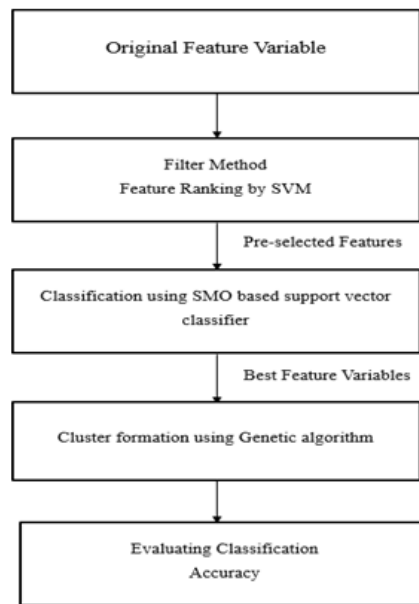 Original Feature Variable
Filter Method
Feature Ranking by SVM
Pre-selected Features
Classification using SMO based support vector
classifier
Best Feature Variables
Cluster formation using Genetic algorithm
Evaluating Classification
Accuracy